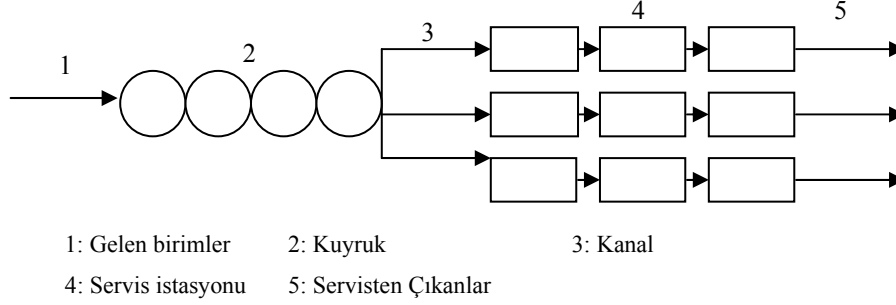 4 5
2 3
1
1: Gelen birimler 2: Kuyruk 3: Kanal
4: Servis istasyonu 5: Servisten Çıkanlar